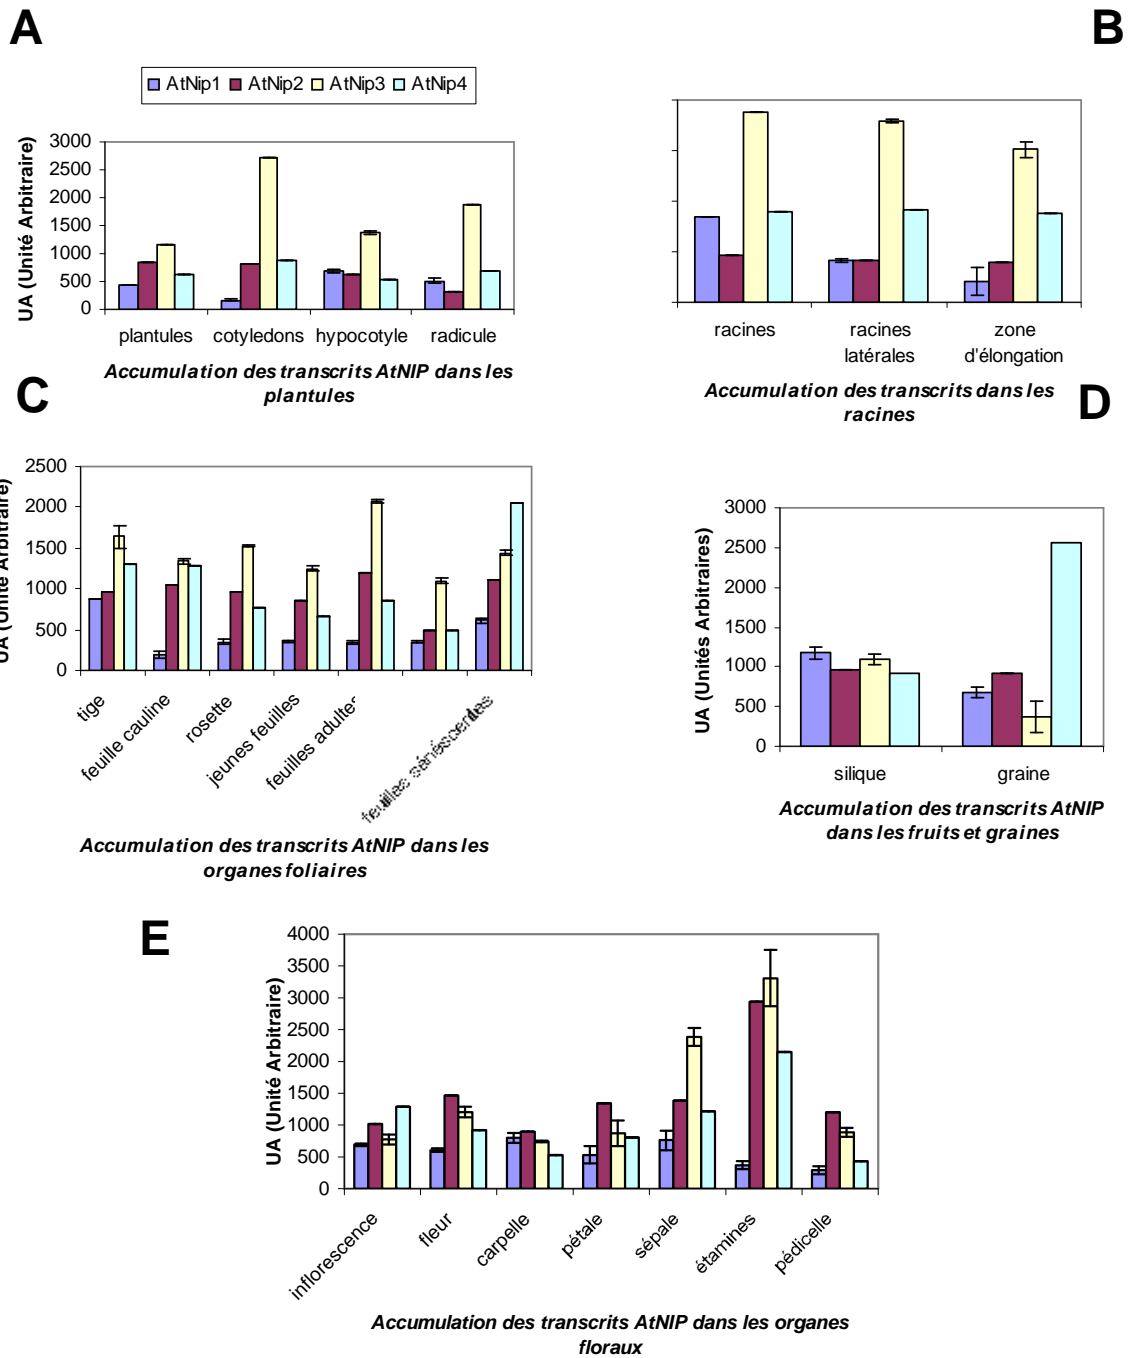 A
B
AtNip1 AtNip2 AtNip3 AtNip4
UA (Unité Arbitraire)
3000
2500
2000
1500
1000
500
0
plantules cotyledons hypocotyle radicule
Accumulation des transcrits AtNIP dans les
plantules
racines racines zone
latérales d'élongation
Accumulation des transcrits dans les
racines
C
D
UA (Unité Arbitraire)
2500
2000
1500
1000
500
0
tige
feuille cauline
rosette
jeunes feuilles
feuilles adultes
feuilles sénéscentes
Accumulation des transcrits AtNIP dans les
organes foliaires
UA (Unités Arbitraires)
3000
2500
2000
1500
1000
500
0
silique graine
Accumulation des transcrits AtNIP
dans les fruits et graines
E
UA (Unité Arbitraire)
4000
3500
3000
2500
2000
1500
1000
500
0
inflorescence
fleur
carpelle
pétale
sépale
étamines
pédicelle
Accumulation des transcrits AtNIP dans les organes
floraux